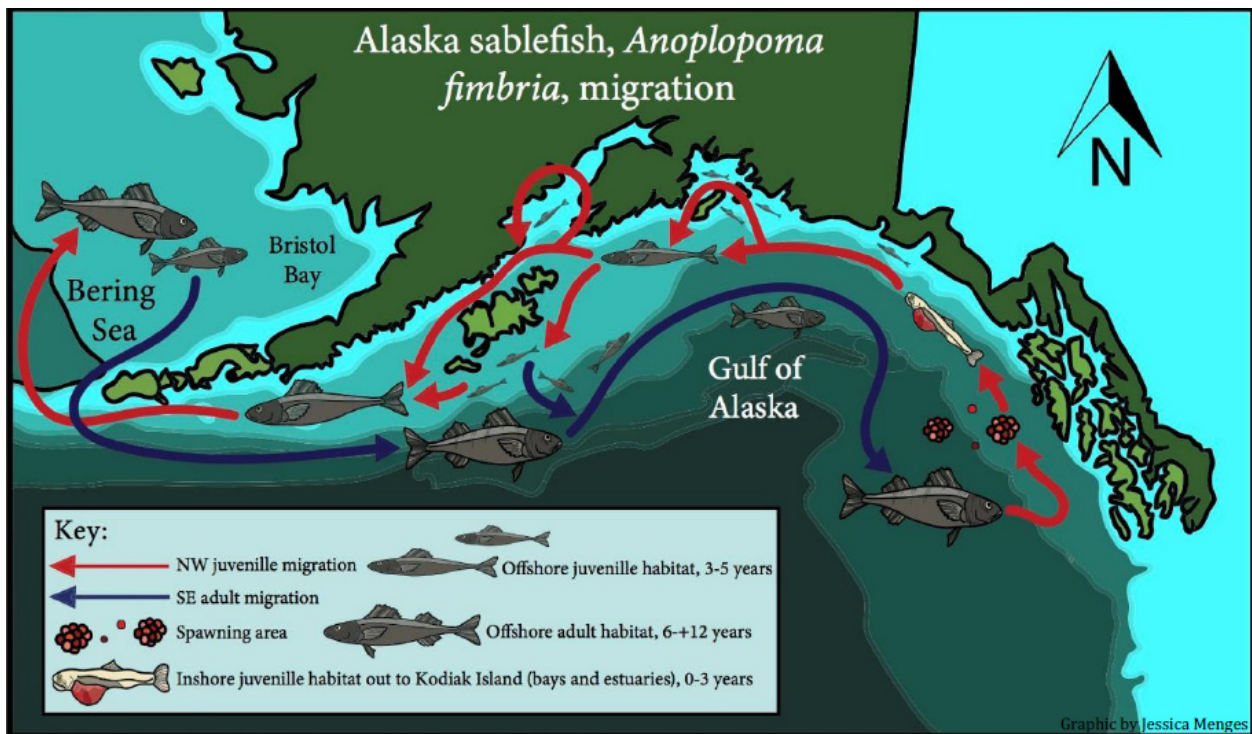 Alaska sablefish, Anoplopoma
fimbria, migration
N
Bristol
Bay
Bering
Sea
Gulf of
Alaska
Key:
NW juvenille migration
Offshore juvenille habitat, 3-5 years
SE adult migration
Spawning area
Offshore adult habitat, 6-+12 years
Inshore juvenille habitat out to Kodiak Island (bays and estuaries), 0-3 years
Graphic by Jessica Menges